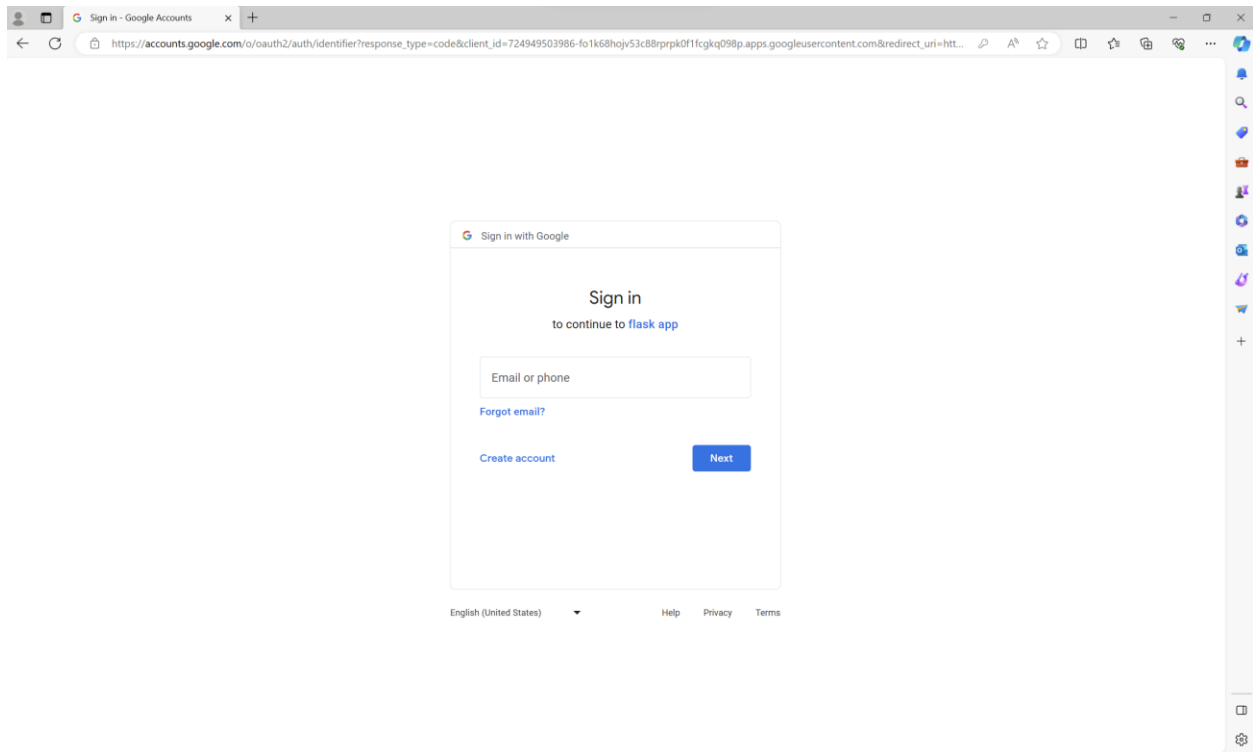 Sign in - Google Accounts
https://accounts.google.com/o/oauth2/auth/identifier?response_type=code&client_id=724949503986-fo1k68hojv53c88rprpk0f1fcgkq098p.apps.googleusercontent.com&redirect_uri=htt...
Sign in with Google
Sign in
to continue to flask app
Email or phone
Forgot email?
Create account Next
English (United States) Help Privacy Terms